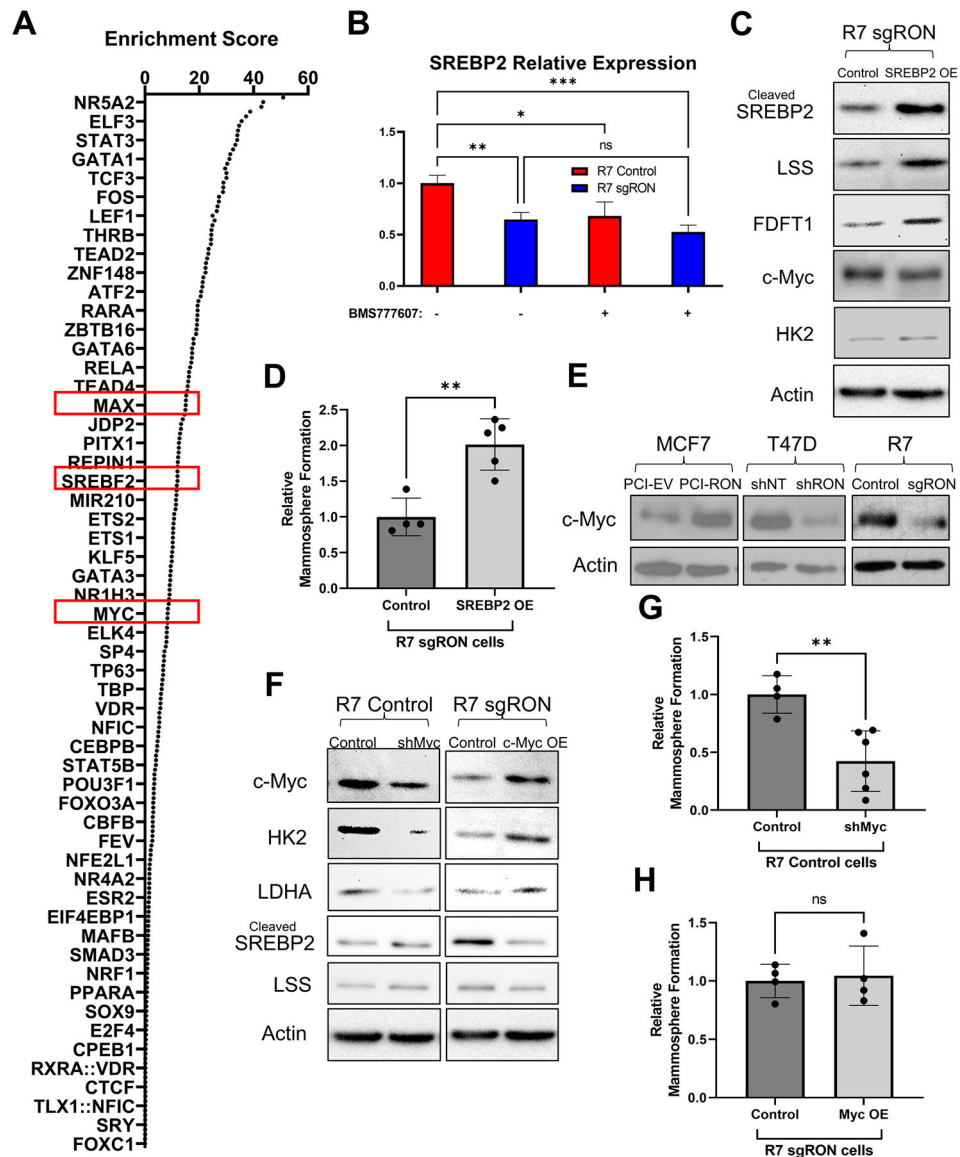 A
Enrichment Score
0 20 40 60
NR5A2
ELF3
STAT3
GATA1
TCF3
FOS
LEF1
THRB
TEAD2
ZNF148
ATF2
RARA
ZBTB16
GATA6
RELA
TEAD4
MAX
JDP2
PITX1
REPIN1
SREBF2
MIR210
ETS2
ETS1
KLF5
GATA3
NR1H3
MYC
ELK4
SP4
TP63
TBP
VDR
NFIC
CEBPB
STAT5B
POU3F1
FOXO3A
CBFB
FEV
NFE2L1
NR4A2
ESR2
EIF4EBP1
MAFB
SMAD3
NRF1
PPARA
SOX9
E2F4
CPEB1
RXRA::VDR
CTCF
TLX1::NFIC
SRY
FOXC1
B
SREBP2 Relative Expression
***
*
**
ns
1.5
1.0
0.5
0.0
R7 Control
R7 sgRON
BMS777607: - - + +
C
R7 sgRON
Control SREBP2 OE
Cleaved
SREBP2
LSS
FDFT1
c-Myc
HK2
Actin
D
**
Relative
Mammosphere Formation
2.5
2.0
1.5
1.0
0.5
0.0
Control SREBP2 OE
R7 sgRON cells
E
MCF7 T47D R7
PCI-EV PCI-RON shNT shRON Control sgRON
c-Myc
Actin
F
R7 Control R7 sgRON
Control shMyc Control c-Myc OE
c-Myc
HK2
LDHA
Cleaved
SREBP2
LSS
Actin
G
**
Relative
Mammosphere Formation
1.5
1.0
0.5
0.0
Control shMyc
R7 Control cells
H
ns
Relative
Mammosphere Formation
1.5
1.0
0.5
0.0
Control Myc OE
R7 sgRON cells